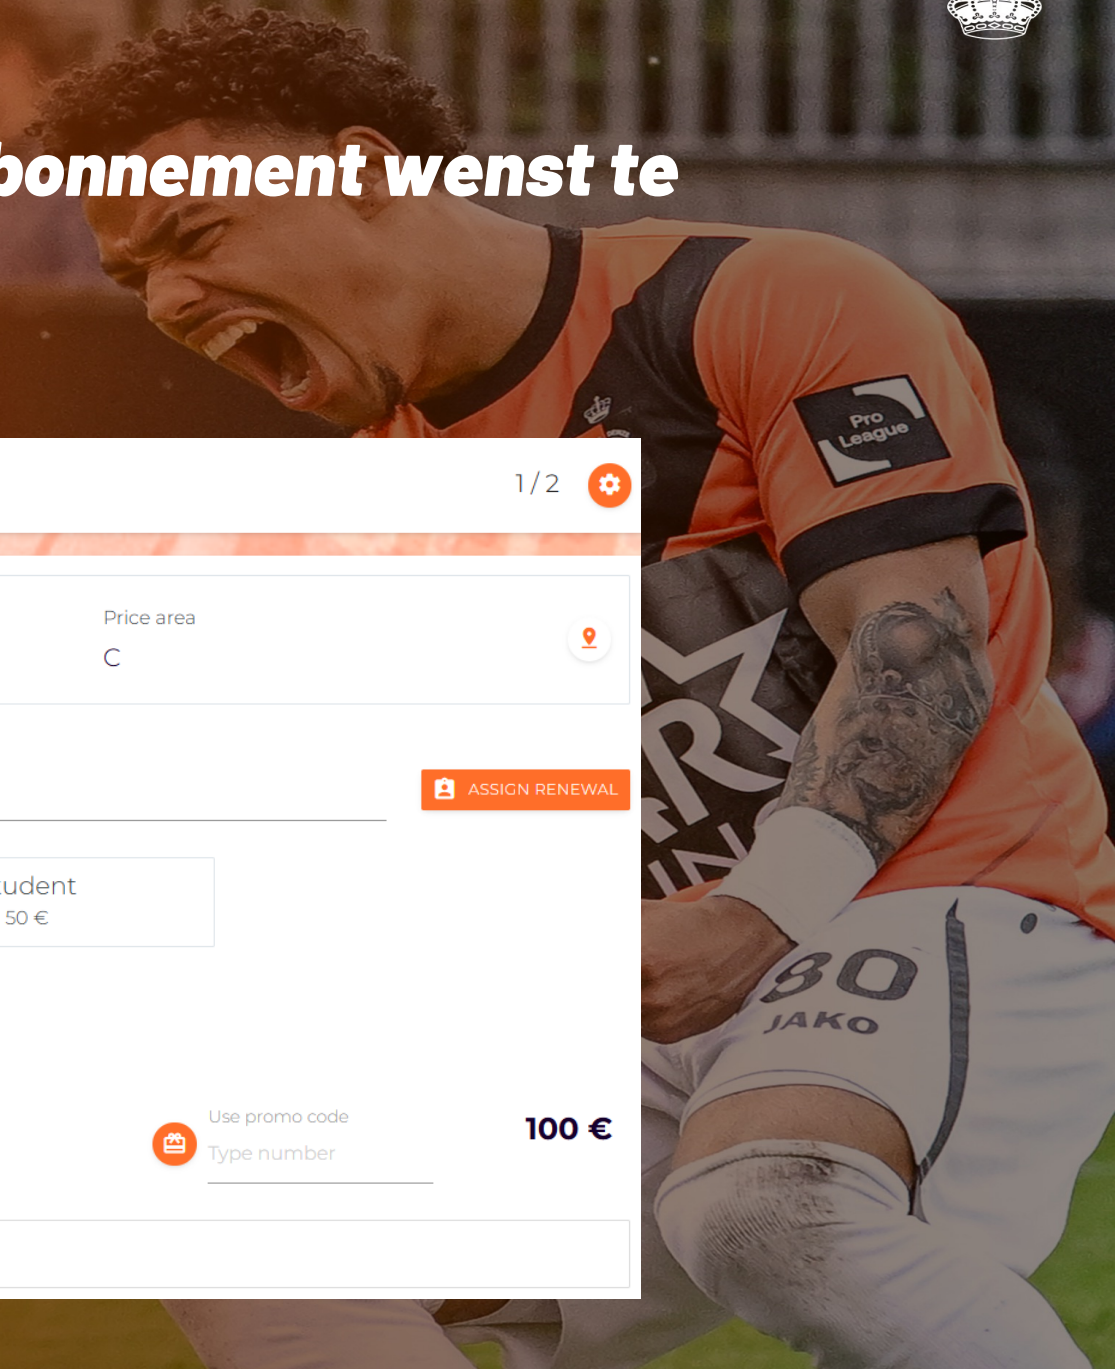 bonnement wenst te
Pro
League
1 / 2
Price area
C
ASSIGN RENEWAL
tudent
50 €
80
JAKO
Use promo code
Type number
100 €